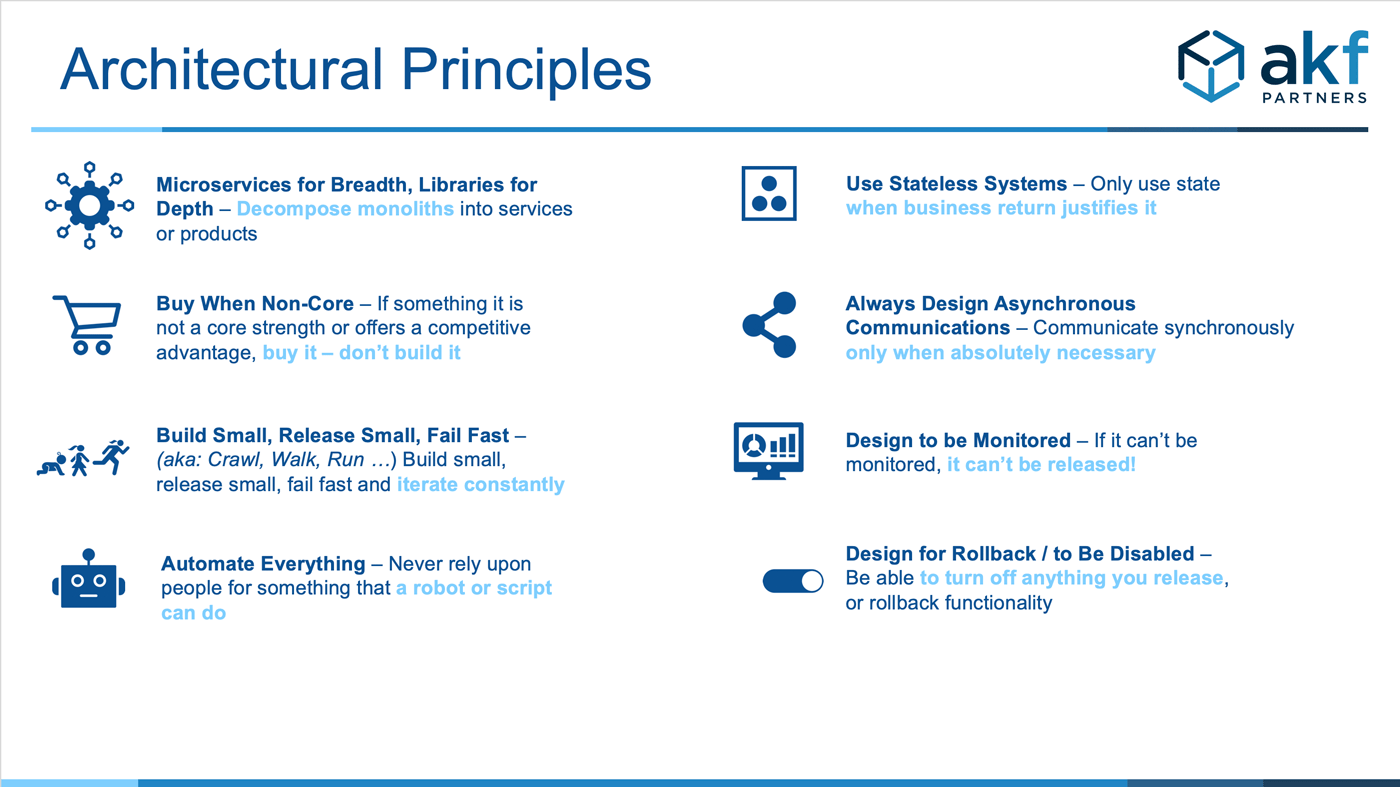 Architectural Principles
akf
PARTNERS
Microservices for Breadth, Libraries for
Depth – Decompose monoliths into services
or products
Buy When Non-Core – If something it is
not a core strength or offers a competitive
advantage, buy it – don’t build it
Build Small, Release Small, Fail Fast –
(aka: Crawl, Walk, Run …) Build small,
release small, fail fast and iterate constantly
Automate Everything – Never rely upon
people for something that a robot or script
can do
Use Stateless Systems – Only use state
when business return justifies it
Always Design Asynchronous
Communications – Communicate synchronously
only when absolutely necessary
Design to be Monitored – If it can’t be
monitored, it can’t be released!
Design for Rollback / to Be Disabled –
Be able to turn off anything you release,
or rollback functionality